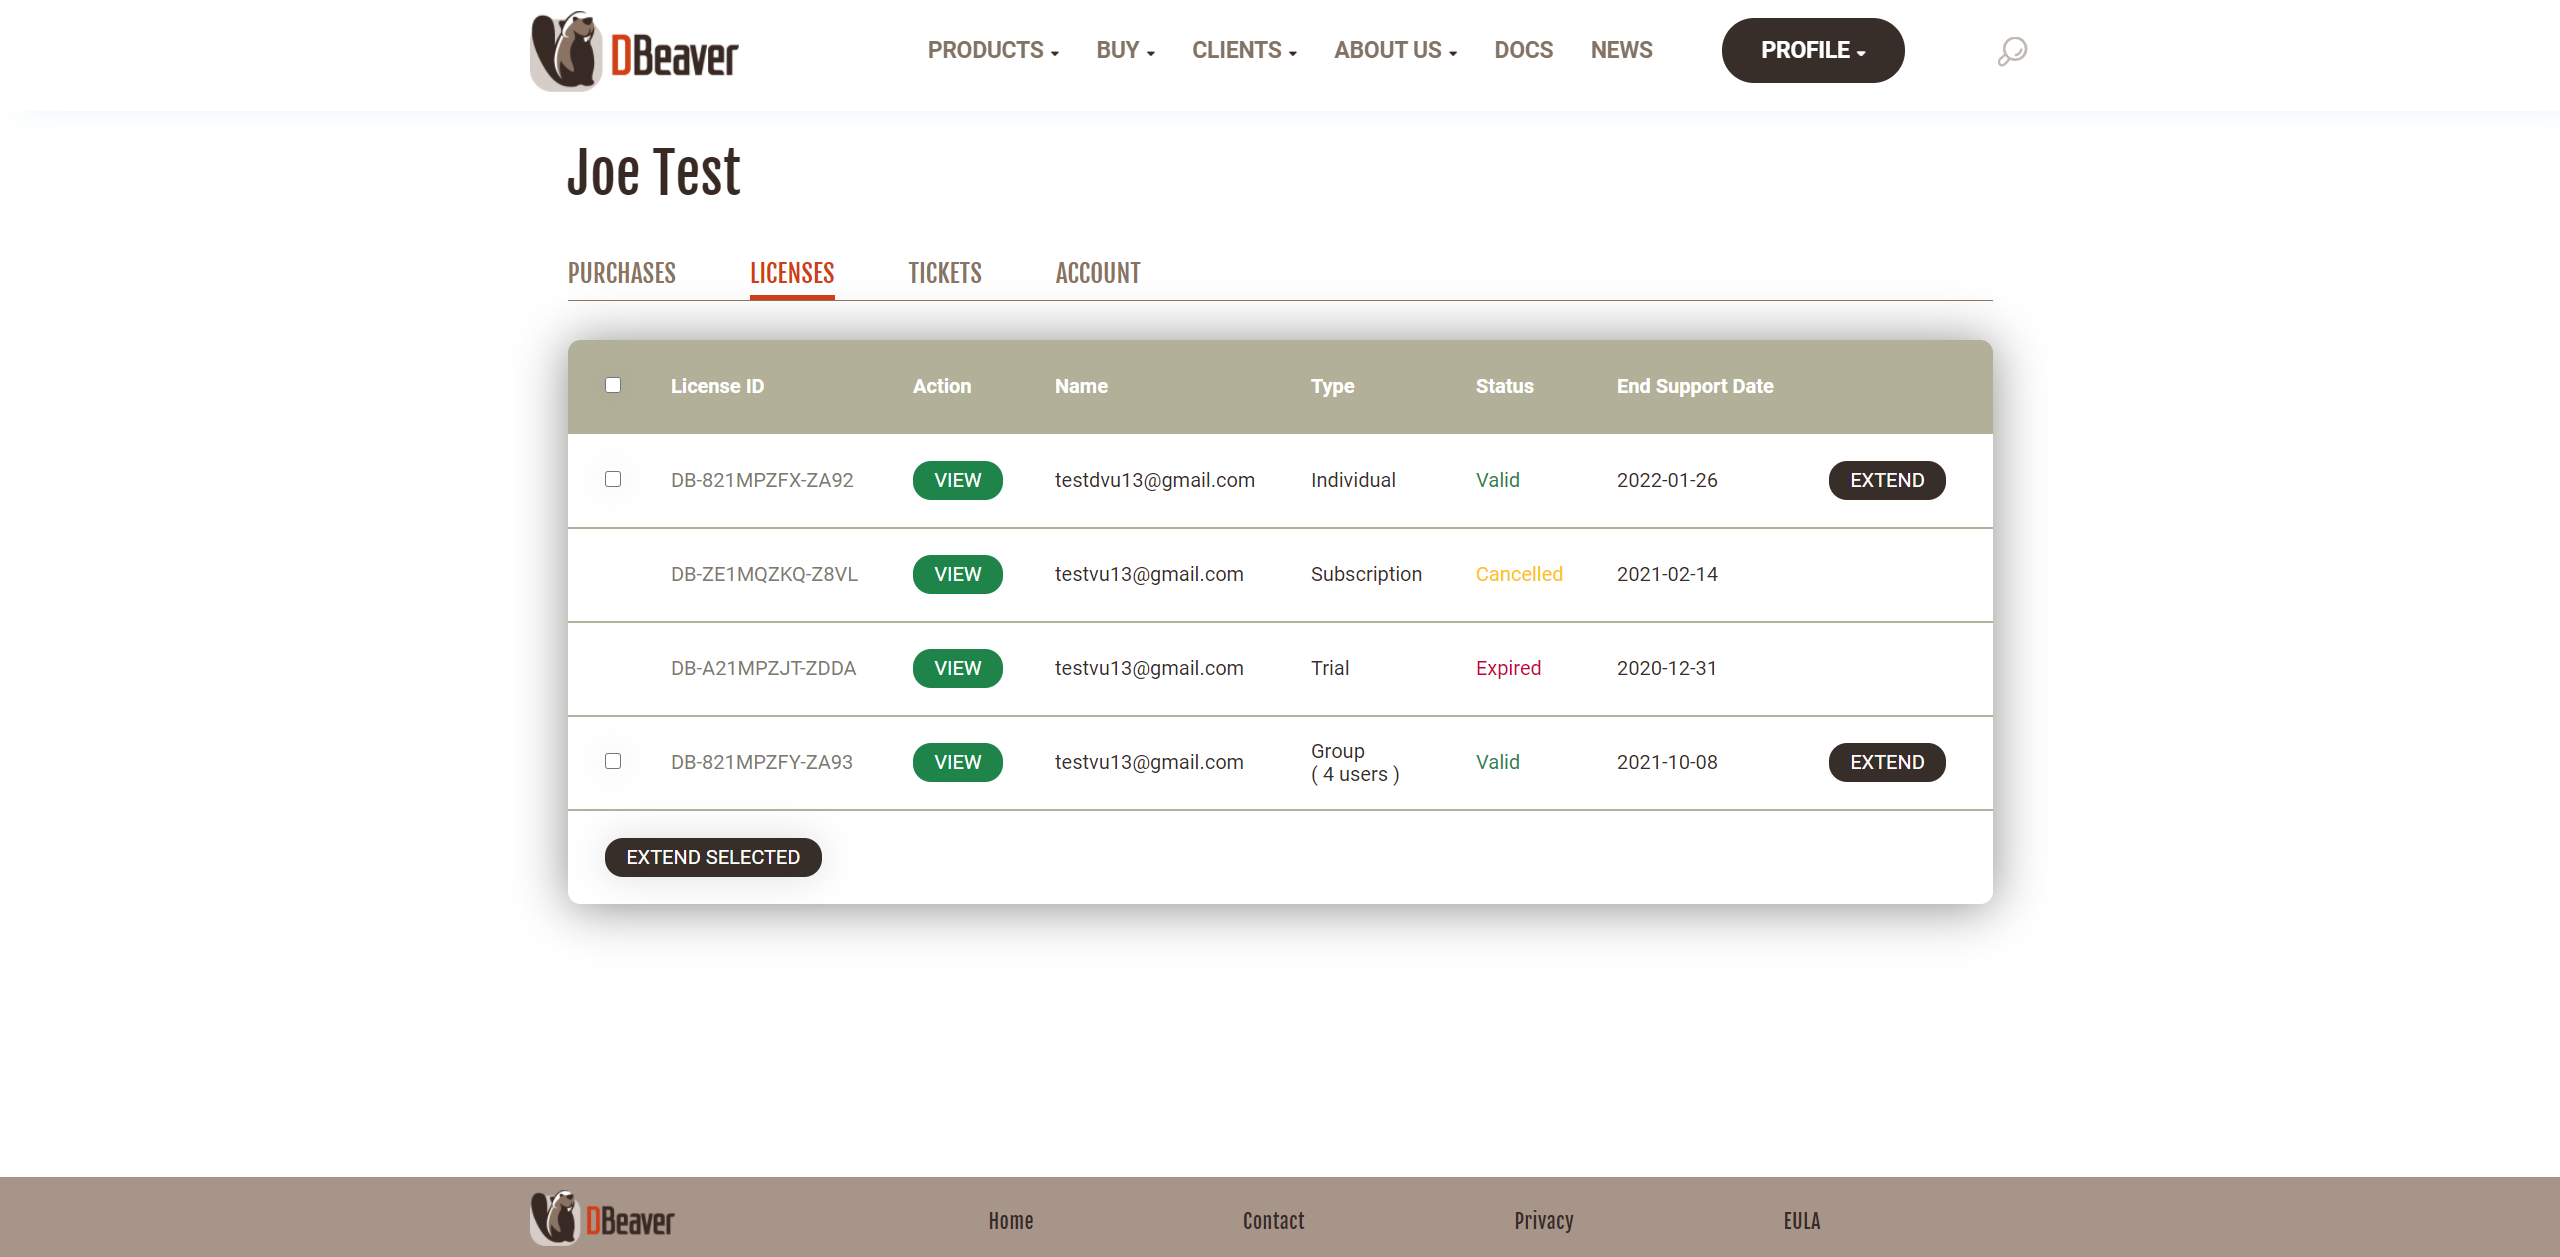 DBeaver
PRODUCTS BUY CLIENTS ABOUT US DOCS NEWS PROFILE
Joe Test
PURCHASES LICENSES TICKETS ACCOUNT
License ID Action Name Type Status End Support Date
DB-821MPZFX-ZA92 VIEW testdvu13@gmail.com Individual Valid 2022-01-26 EXTEND
DB-ZE1MQZKQ-Z8VL VIEW testvu13@gmail.com Subscription Cancelled 2021-02-14
DB-A21MPZJT-ZDDA VIEW testvu13@gmail.com Trial Expired 2020-12-31
DB-821MPZFY-ZA93 VIEW testvu13@gmail.com Group
( 4 users ) Valid 2021-10-08 EXTEND
EXTEND SELECTED
DBeaver Home Contact Privacy EULA